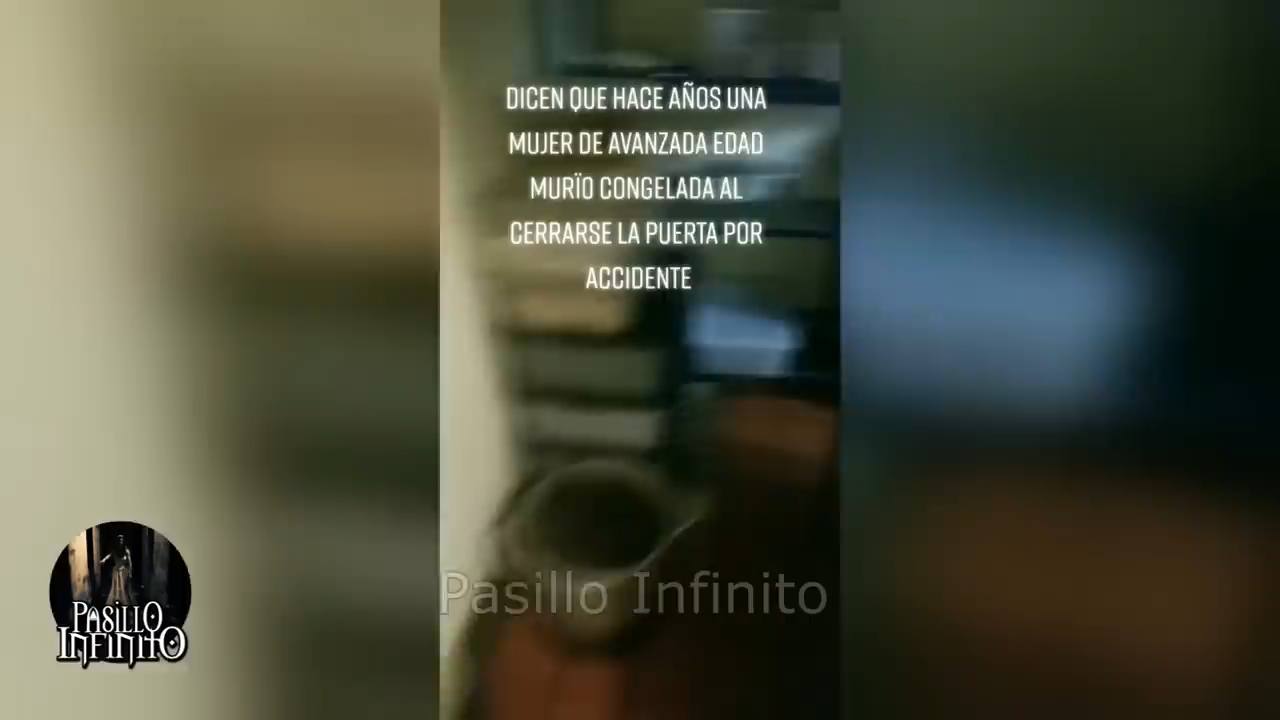 DICEN QUE HACE AÑOS UNA
MUJER DE AVANZADA EDAD
MURÏO CONGELADA AL
CERRARSE LA PUERTA POR
ACCIDENTE
Pasillo Infinito
PASILLO
INFINITO